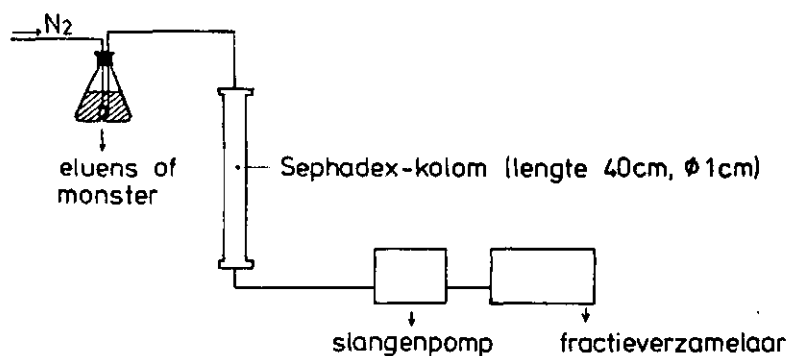 N2
eluens of
monster
Sephadex-kolom (lengte 40cm, ϕ1cm)
slangenpomp
fractieverzamelaar